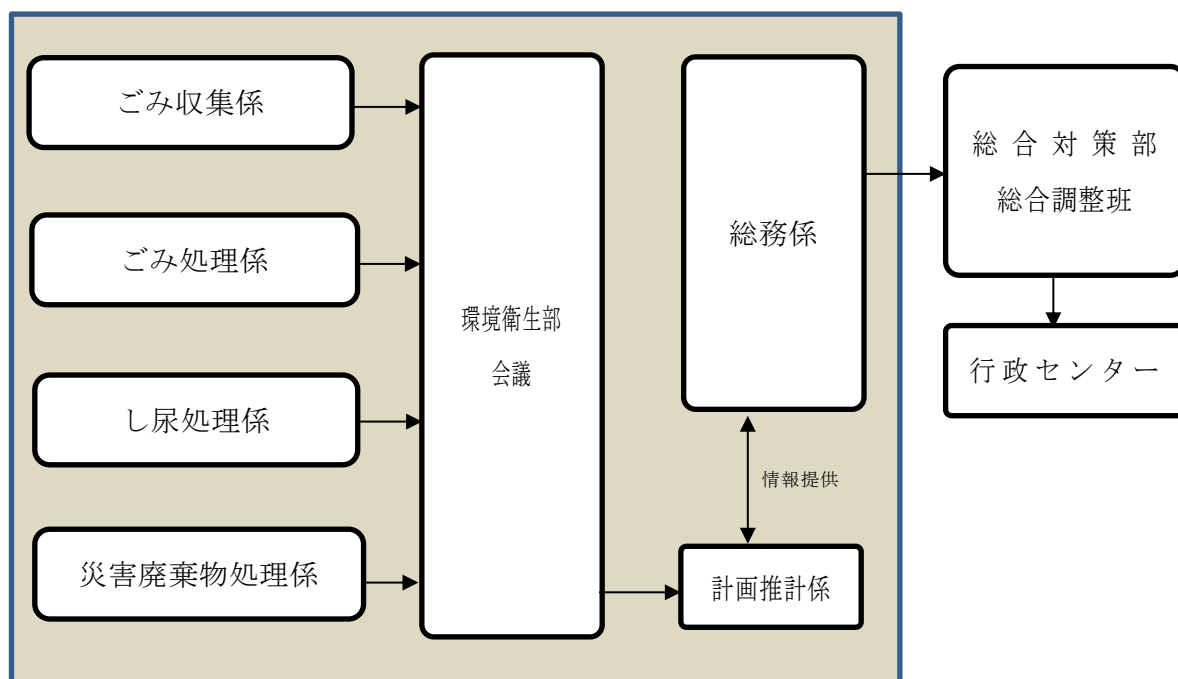 ごみ収集係
ごみ処理係
し尿処理係
災害廃棄物処理係
環境衛生部
会議
総務係
情報提供
計画推計係
総合対策部
総合調整班
行政センター